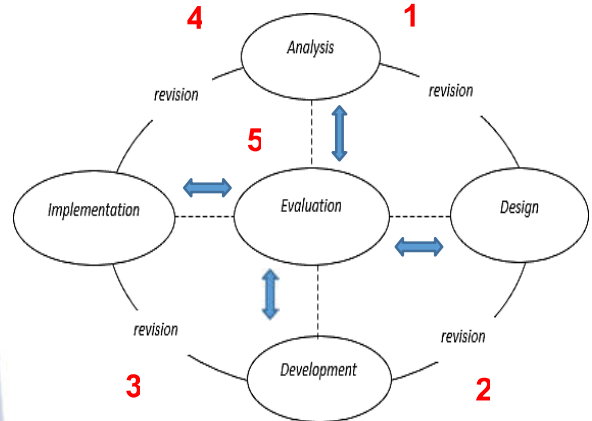 4
1
Analysis
revision
revision
5
Implementation
Evaluation
Design
revision
revision
Development
3
2